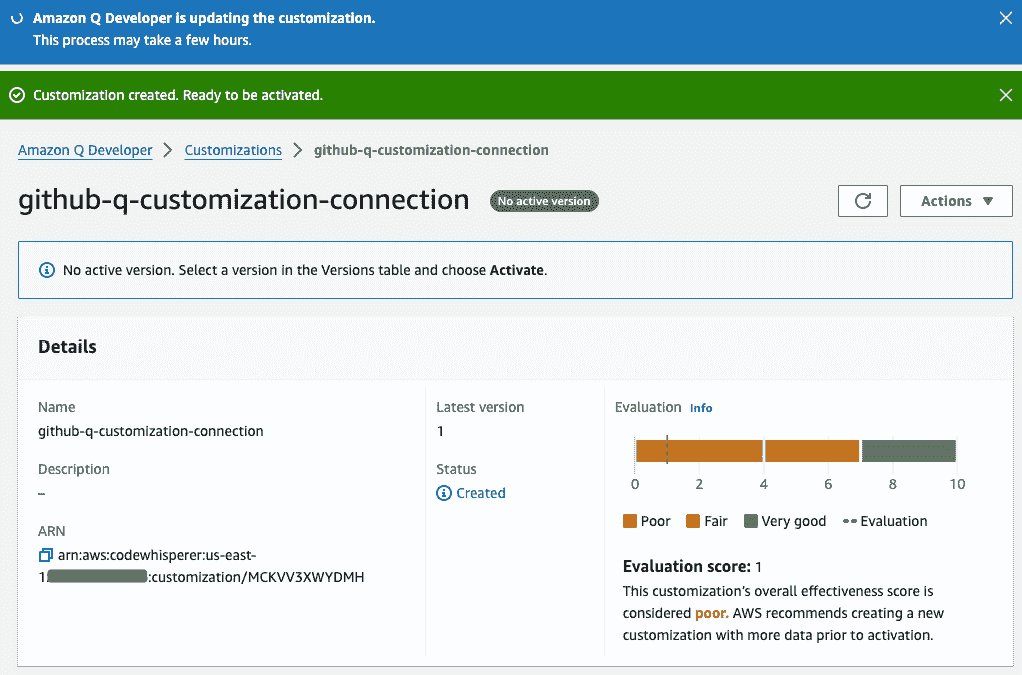 Amazon Q Developer is updating the customization.
This process may take a few hours.
Customization created. Ready to be activated.
Amazon Q Developer > Customizations > github-q-customization-connection
github-q-customization-connection No active version Actions ▼
No active version. Select a version in the Versions table and choose Activate.
Details
Name
github-q-customization-connection
Description
–
ARN
arn:aws:codewhisperer:us-east-
1: :customization/MCKVV3XWYDMH
Latest version
1
Status
Created
Evaluation Info
0 2 4 6 8 10
Poor Fair Very good Evaluation
Evaluation score: 1
This customization's overall effectiveness score is
considered poor. AWS recommends creating a new
customization with more data prior to activation.